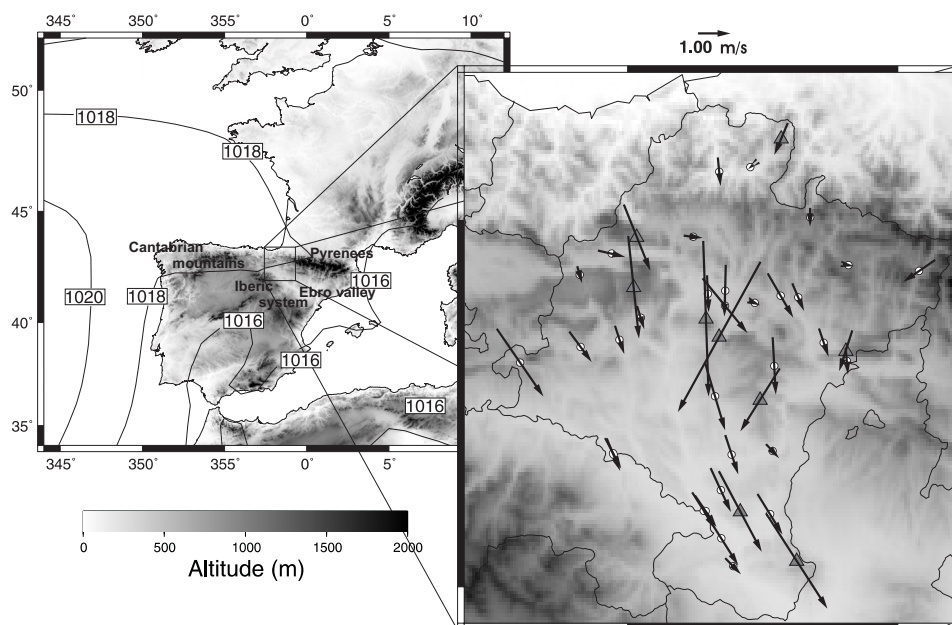 345˚ 350˚ 355˚ 0˚ 5˚ 10˚
1.00 m/s
50˚
1018
1018
45˚
Cantabrian
mountains
Pyrenees
1016
1020
1018
Iberic
system
Ebro valley
1016
40˚
1016
1016
35˚
345˚ 350˚ 355˚ 0˚ 5˚
0 500 1000 1500 2000
Altitude (m)